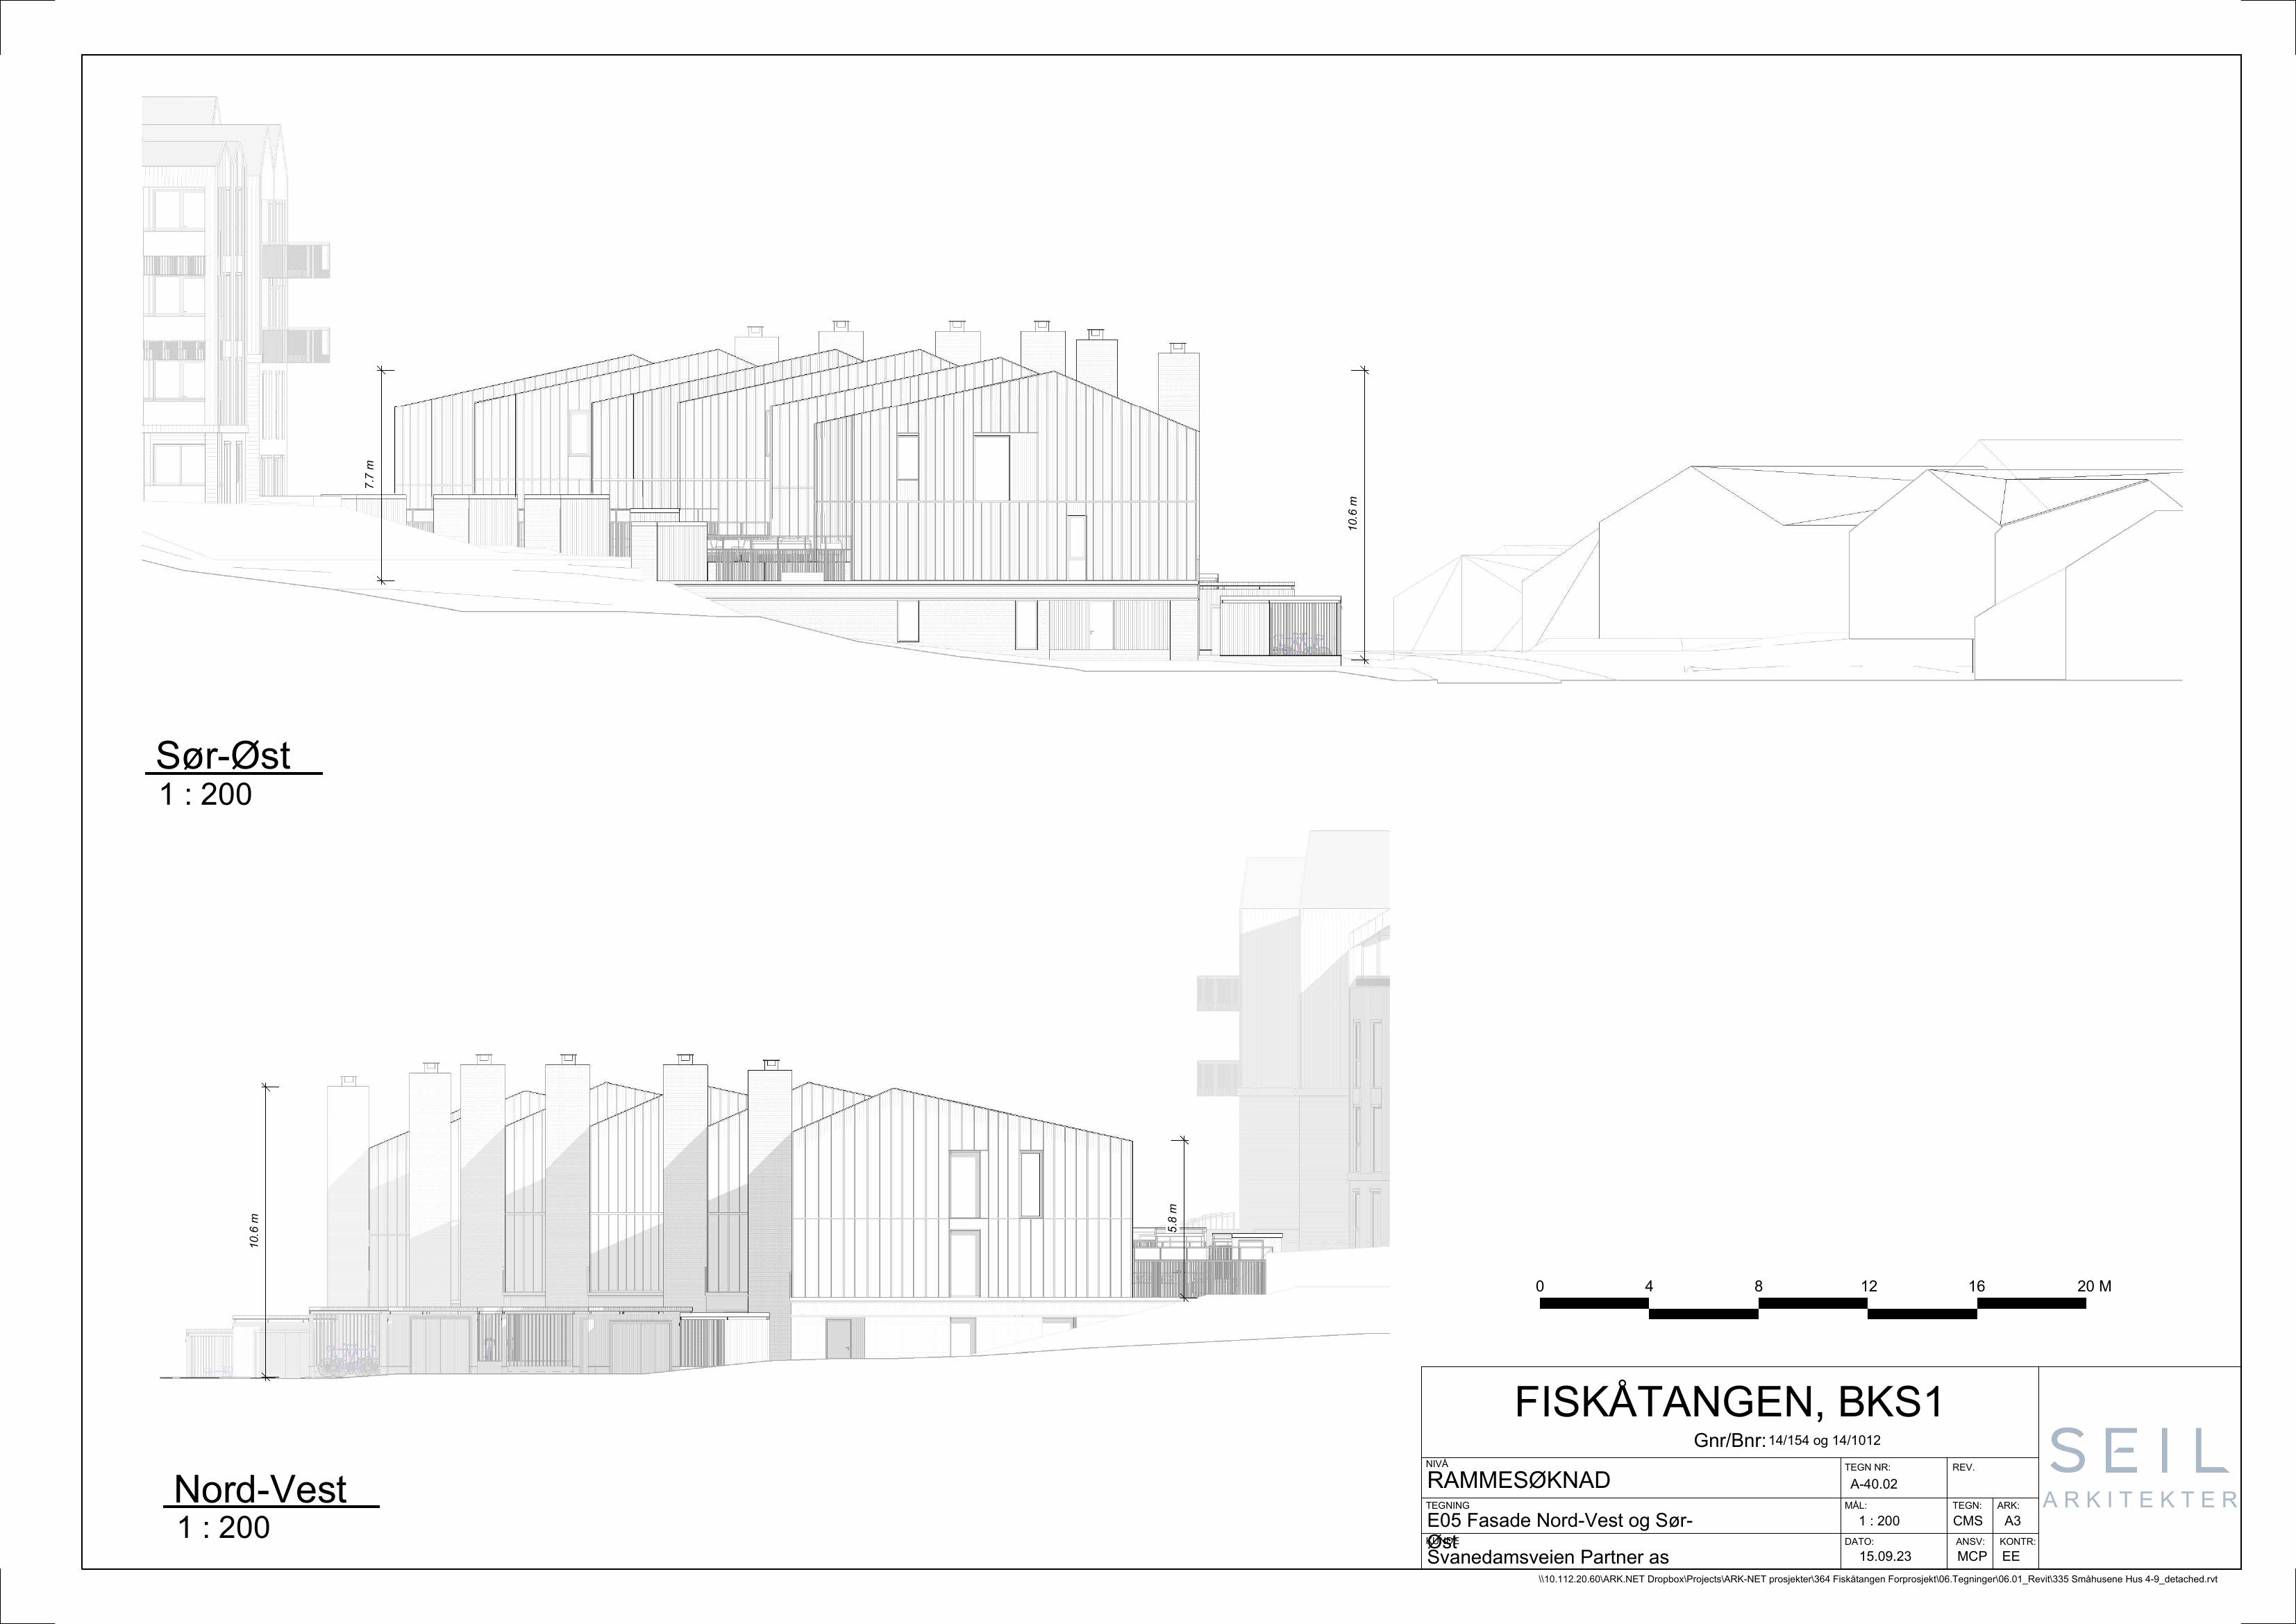 7.7 m
10.6 m
Sør-Øst
1 : 200
10.6 m
5.8 m
Nord-Vest
1 : 200
0 4 8 12 16 20 M
FISKÅTANGEN, BKS1
Gnr/Bnr: 14/154 og 14/1012
NIVÅ
RAMMESØKNAD
TEGN NR:
A-40.02
REV.
TEGNING
E05 Fasade Nord-Vest og Sør-
Øst
MÅL:
1 : 200
TEGN:
CMS
ARK:
A3
KUNDE
Svanedamsveien Partner as
DATO:
15.09.23
ANSV:
MCP
KONTR:
EE
SEIL
ARKITEKTER
\\10.112.20.60\ARK.NET Dropbox\Projects\ARK-NET prosjekter\364 Fiskåtangen Forprosjekt\06.Tegninger\06.01_Revit\335 Småhusene Hus 4-9_detached.rvt